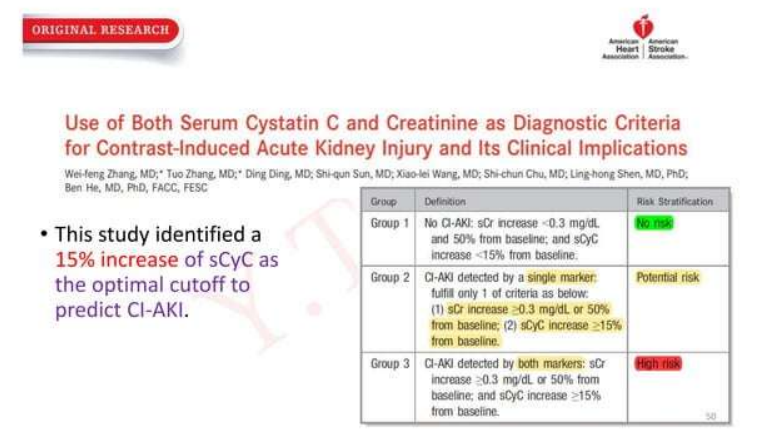 ORIGINAL RESEARCH
American Heart Association
American Stroke Association
Use of Both Serum Cystatin C and Creatinine as Diagnostic Criteria
for Contrast-Induced Acute Kidney Injury and Its Clinical Implications
Wei-feng Zhang, MD;* Tuo Zhang, MD;* Ding Ding, MD; Shi-qun Sun, MD; Xiao-lei Wang, MD; Shi-chun Chu, MD; Ling-hong Shen, MD, PhD;
Ben He, MD, PhD, FACC, FESC
• This study identified a
15% increase of sCyC as
the optimal cutoff to
predict CI-AKI.
Group Definition Risk Stratification
Group 1 No CI-AKI: sCr increase <0.3 mg/dL No risk
and 50% from baseline; and sCyC
increase <15% from baseline.
Group 2 CI-AKI detected by a single marker: Potential risk
fulfill only 1 of criteria as below:
(1) sCr increase ≥0.3 mg/dL or 50%
from baseline; (2) sCyC increase ≥15%
from baseline.
Group 3 CI-AKI detected by both markers: sCr High risk
increase ≥0.3 mg/dL or 50% from
baseline; and sCyC increase ≥15%
from baseline.
50
Y.T